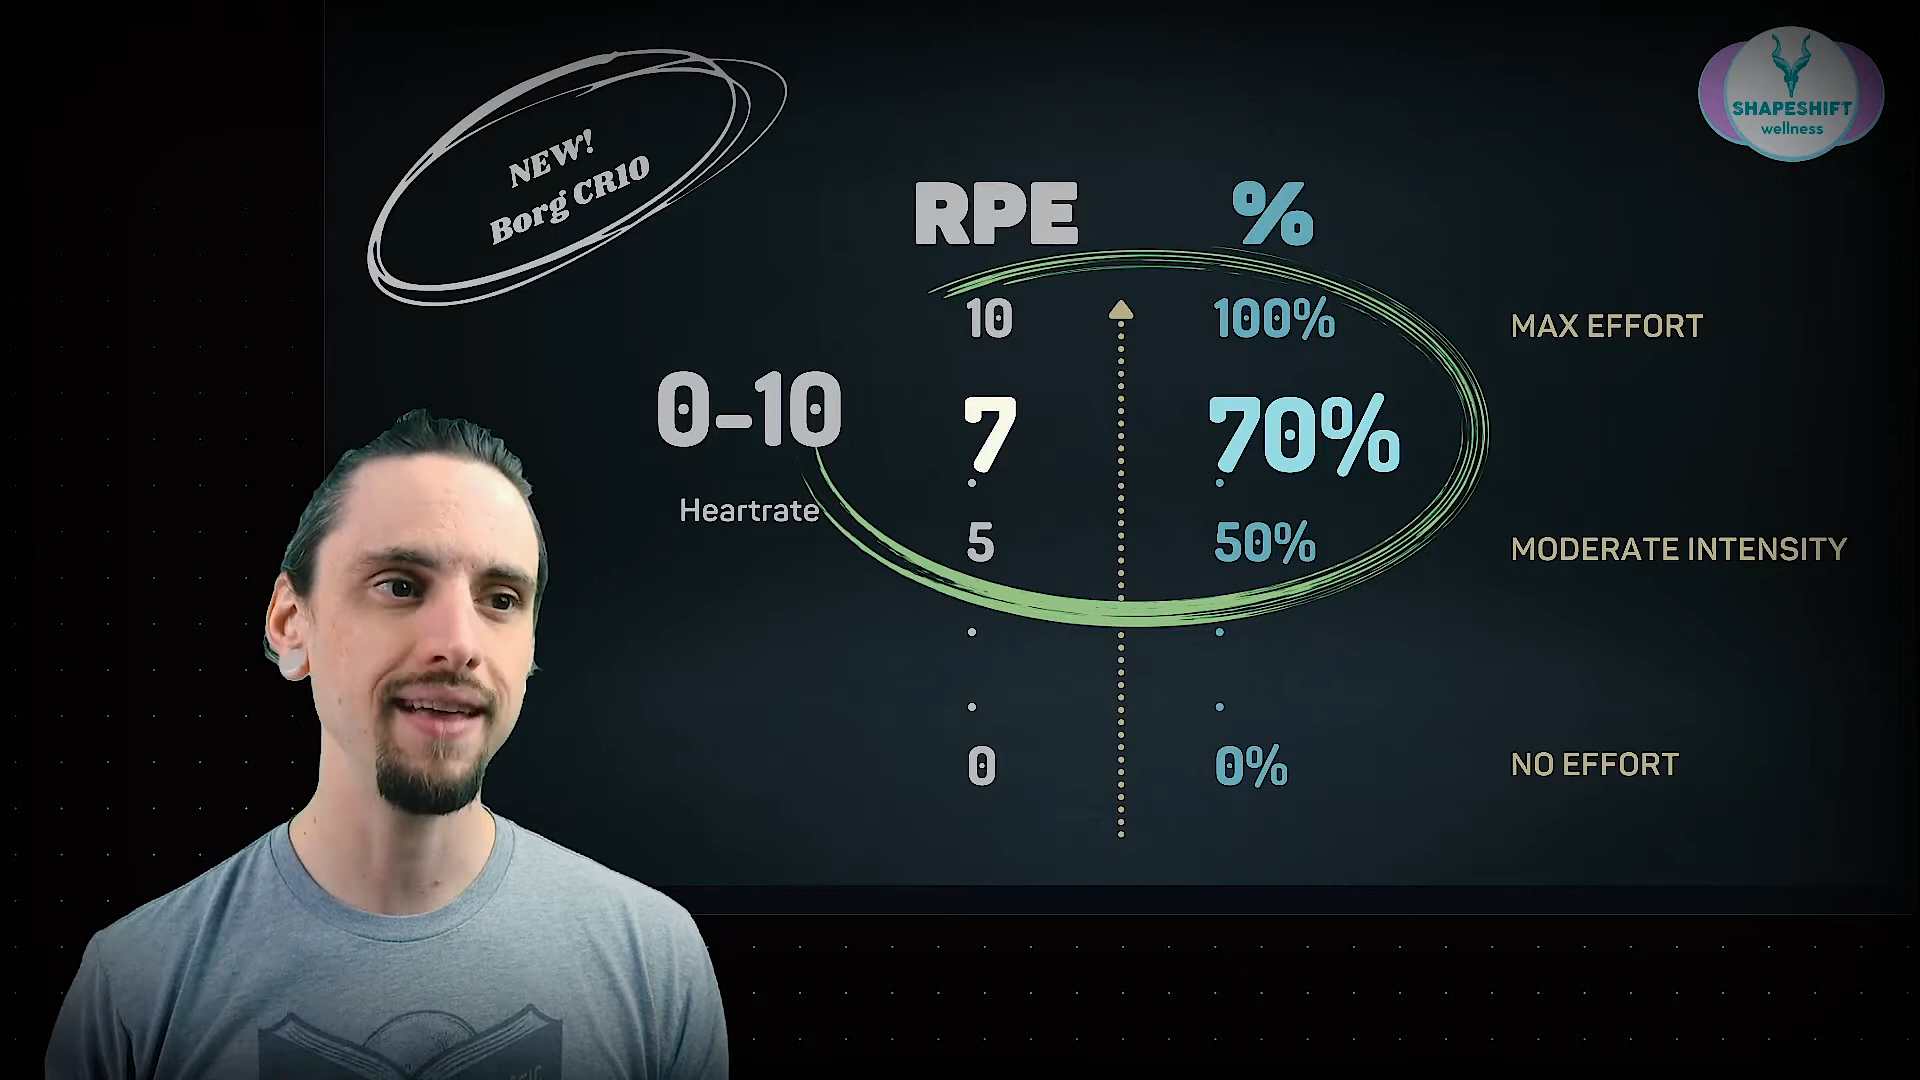 NEW!
Borg CR10
SHAPESHIFT
wellness
RPE %
10 100% MAX EFFORT
0-10
7 70%
Heartrate
5 50% MODERATE INTENSITY
0 0% NO EFFORT